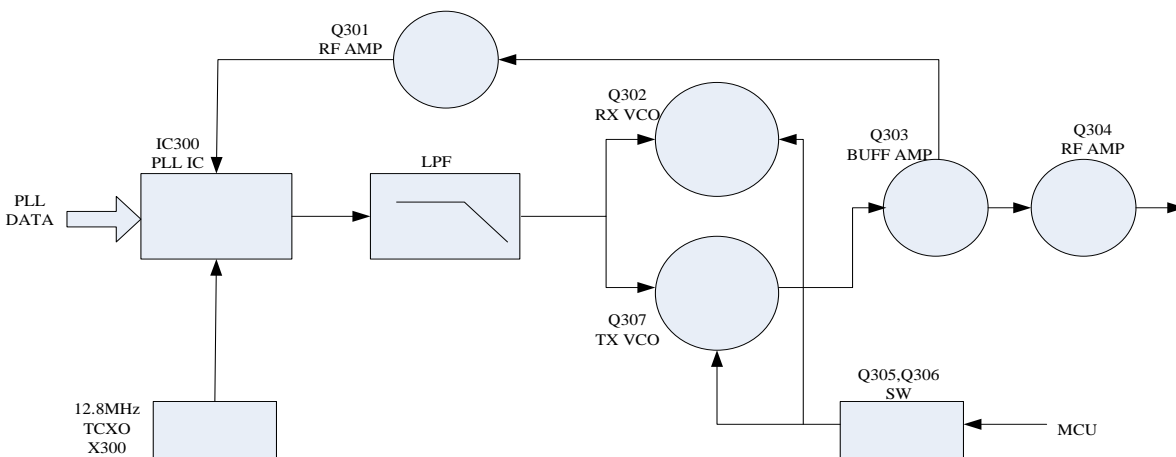 Q301
RF AMP
Q302
RX VCO
IC300
PLL IC
LPF
Q303
BUFF AMP
Q304
RF AMP
PLL
DATA
Q307
TX VCO
Q305,Q306
SW
12.8MHz
TCXO
X300
MCU